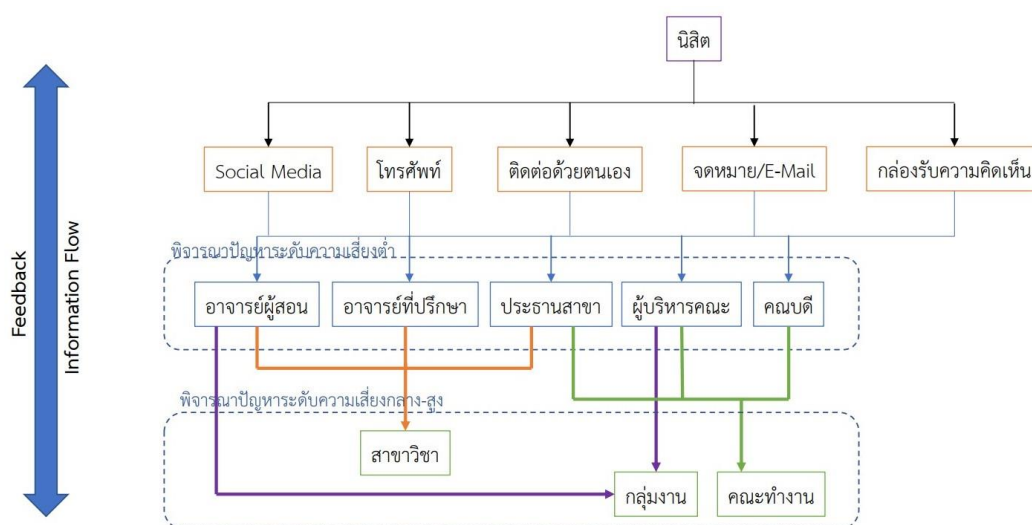 นิสิต
Social Media
โทรศัพท์
ติดต่อด้วยตนเอง
จดหมาย/E-Mail
กล่องรับความคิดเห็น
พิจารณาปัญหาระดับความเสี่ยงต่ำ
อาจารย์ผู้สอน
อาจารย์ที่ปรึกษา
ประธานสาขา
ผู้บริหารคณะ
คณบดี
พิจารณาปัญหาระดับความเสี่ยงกลาง-สูง
สาขาวิชา
กลุ่มงาน
คณะทำงาน
Feedback
Information Flow